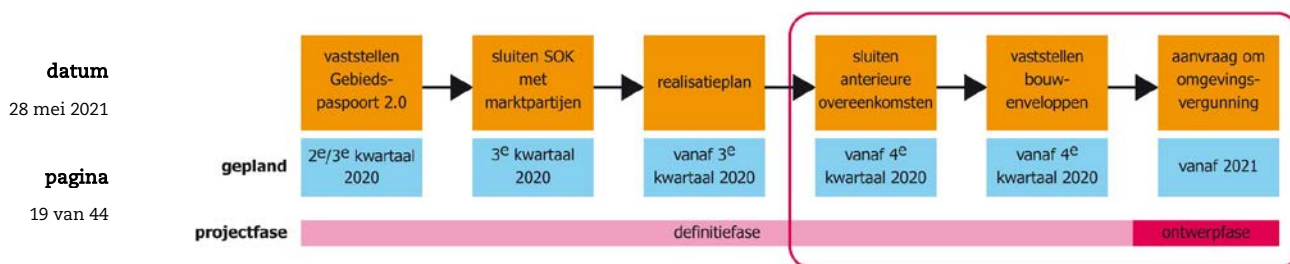 datum
28 mei 2021
pagina
19 van 44
vaststellen
Gebieds-
paspoort 2.0
sluiten SOK
met
marktpartijen
realisatieplan
sluiten
anterieure
overeenkomsten
vaststellen
bouw-
enveloppen
aanvraag om
omgevings-
vergunning
gepland
2e/3e kwartaal
2020
3e kwartaal
2020
vanaf 3e
kwartaal 2020
vanaf 4e
kwartaal 2020
vanaf 4e
kwartaal 2020
vanaf 2021
projectfase
definitiefase
ontwerpfase